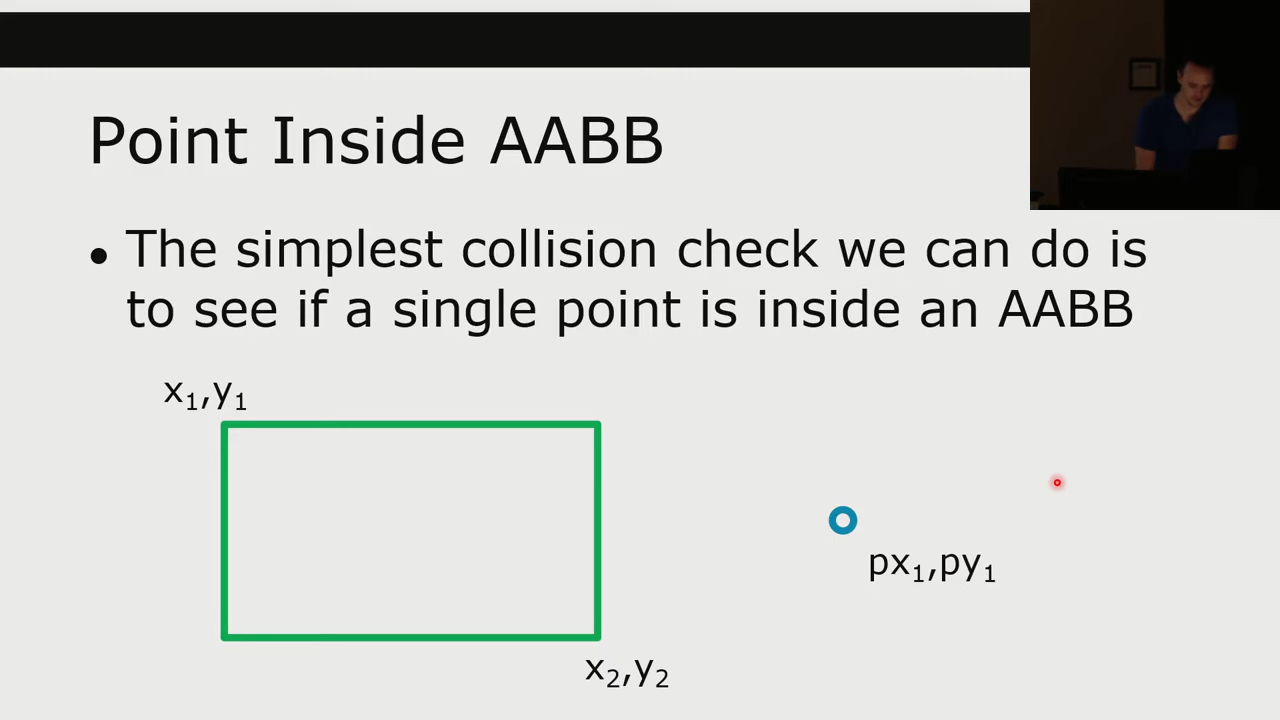 Point Inside AABB
• The simplest collision check we can do is
to see if a single point is inside an AABB
x₁,y₁
px₁,py₁
x₂,y₂